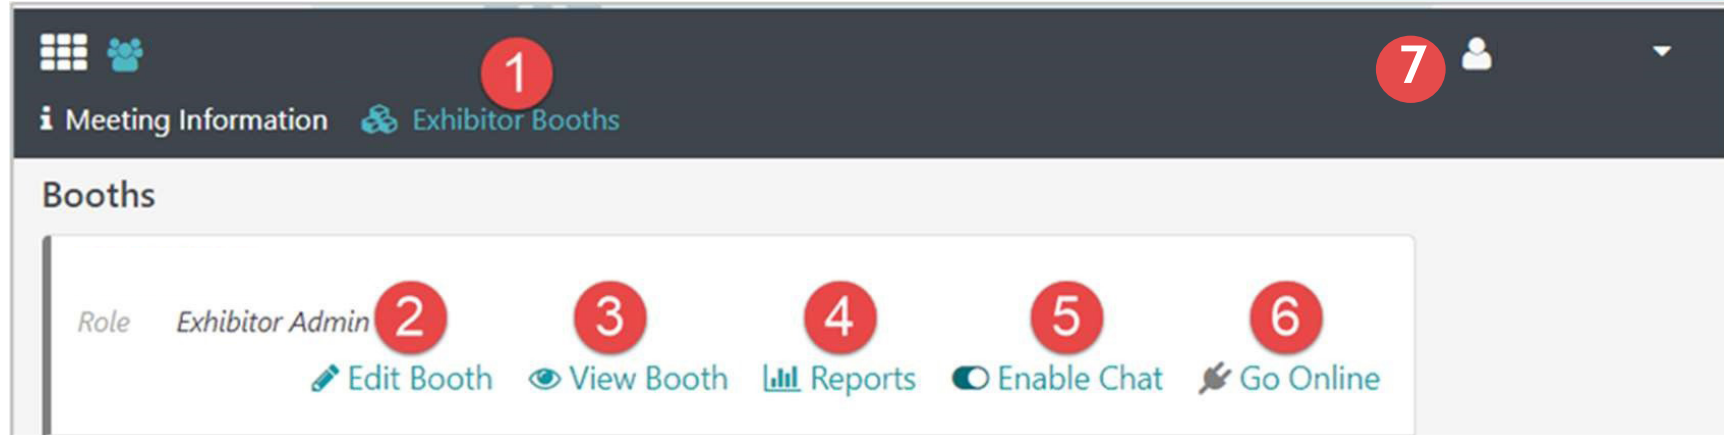 1 7
Meeting Information Exhibitor Booths
Booths
2 3 4 5 6
Role Exhibitor Admin
Edit Booth View Booth Reports Enable Chat Go Online